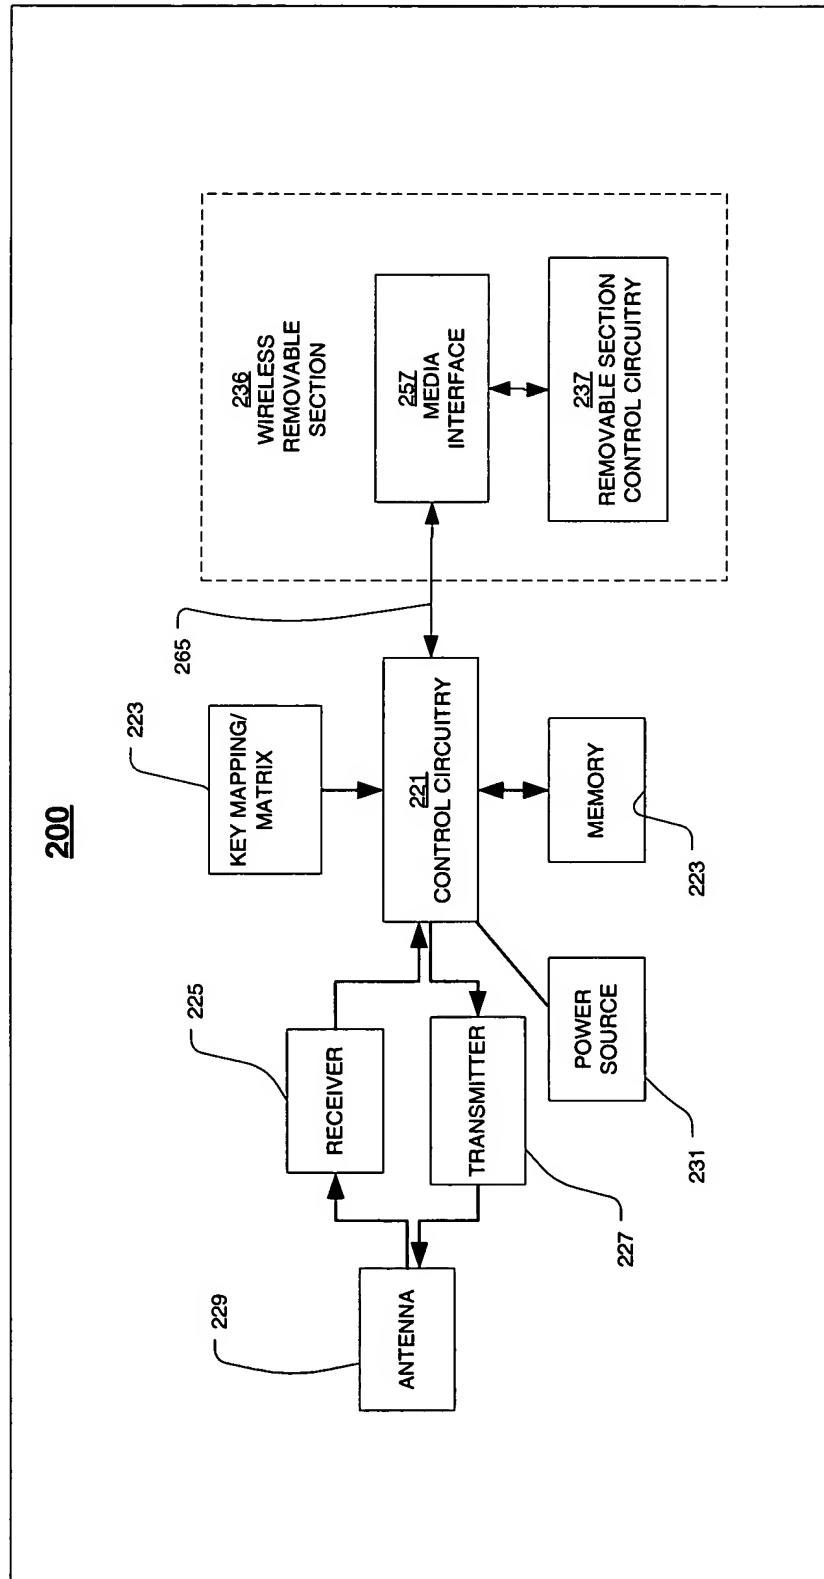 200
229
ANTENNA
225
RECEIVER
TRANSMITTER
227
223
KEY MAPPING/
MATRIX
221
CONTROL CIRCUITRY
MEMORY
223
POWER
SOURCE
231
265
236
WIRELESS
REMOVABLE
SECTION
257
MEDIA
INTERFACE
237
REMOVABLE SECTION
CONTROL CIRCUITRY